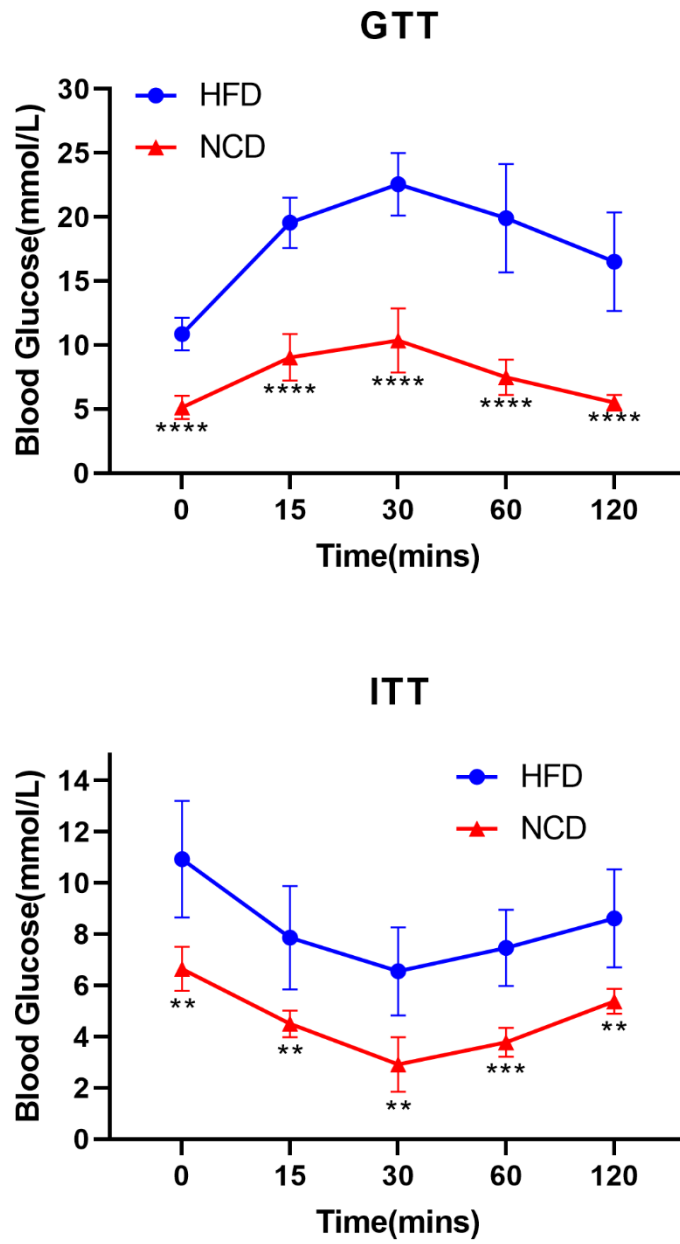 GTT
30
25
20
15
10
5
0
Blood Glucose(mmol/L)
HFD
NCD
**** **** **** **** ****
0 15 30 60 120
Time(mins)
ITT
14
12
10
8
6
4
2
0
Blood Glucose(mmol/L)
HFD
NCD
** ** ** *** **
0 15 30 60 120
Time(mins)